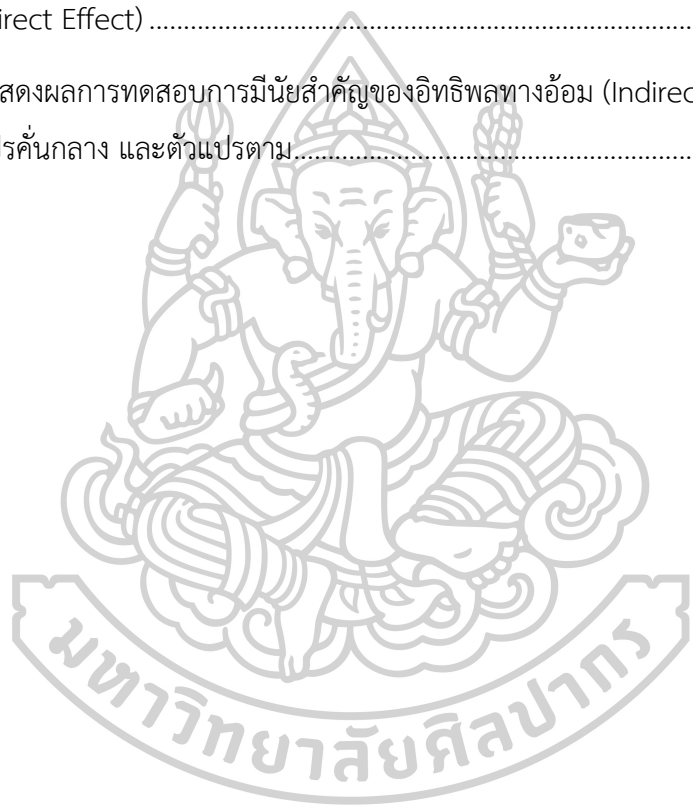 irect Effect)
สดงผลการทดสอบการมีนัยสำคัญของอิทธิพลทางอ้อม (Indirec
รคั่นกลาง และตัวแปรตาม
มหาวิทยาลัยศิลปากร